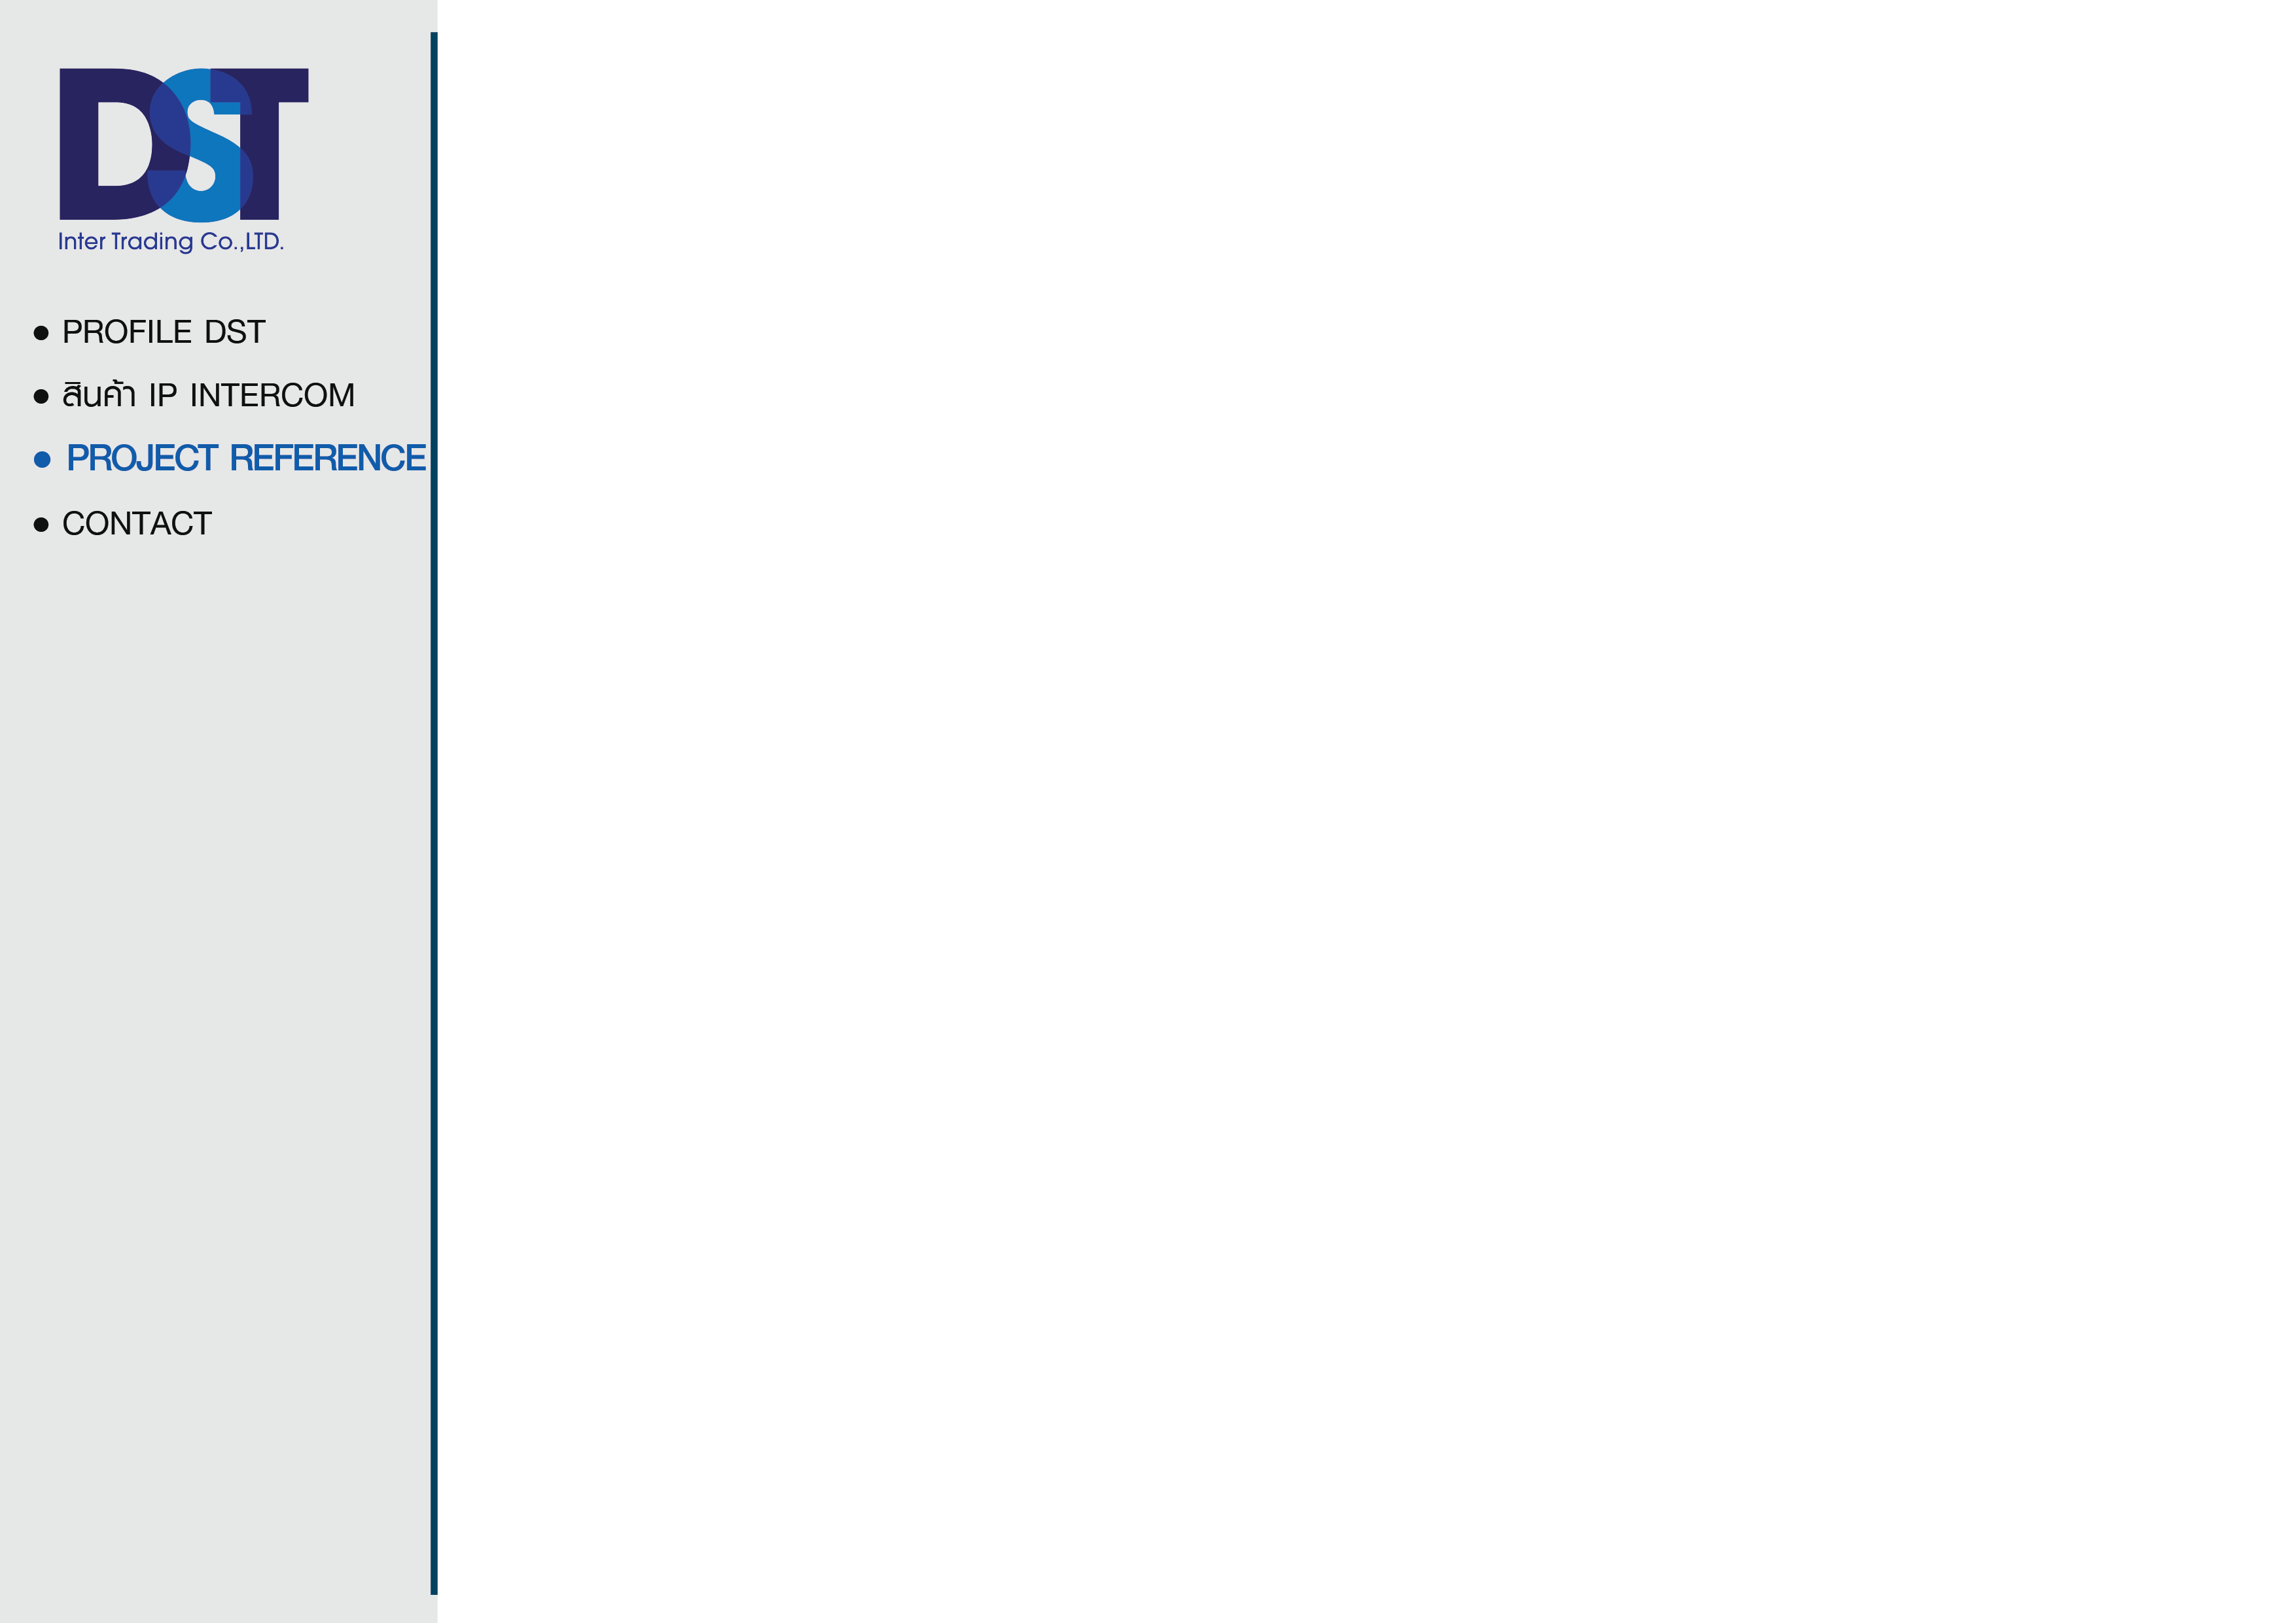 DST
Inter Trading Co.,LTD.
● PROFILE DST
● สินค้า IP INTERCOM
● PROJECT REFERENCE
● CONTACT